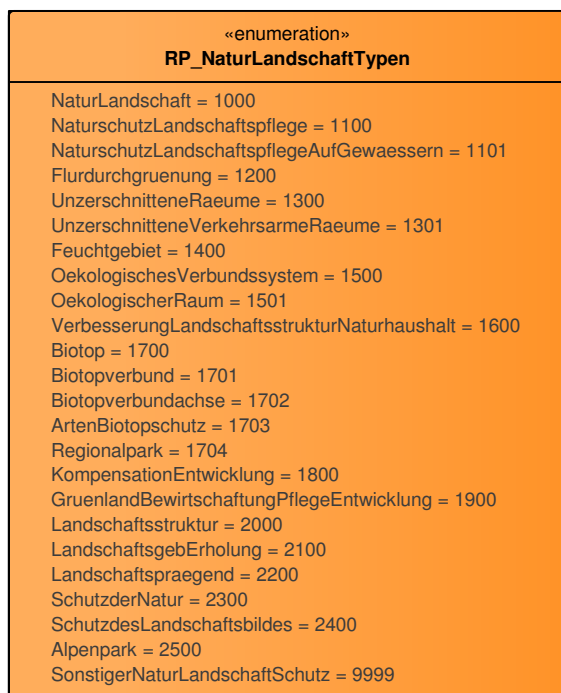 «enumeration»
RP_NaturLandschaftTypen
NaturLandschaft = 1000
NaturschutzLandschaftspflege = 1100
NaturschutzLandschaftspflegeAufGewaessern = 1101
Flurdurchgruenung = 1200
UnzerschnitteneRaeume = 1300
UnzerschnitteneVerkehrsarmeRaeume = 1301
Feuchtgebiet = 1400
OekologischesVerbundssystem = 1500
OekologischerRaum = 1501
VerbesserungLandschaftsstrukturNaturhaushalt = 1600
Biotop = 1700
Biotopverbund = 1701
Biotopverbundachse = 1702
ArtenBiotopschutz = 1703
Regionalpark = 1704
KompensationEntwicklung = 1800
GruenlandBewirtschaftungPflegeEntwicklung = 1900
Landschaftsstruktur = 2000
LandschaftsgebErholung = 2100
Landschaftspraegend = 2200
SchutzderNatur = 2300
SchutzdesLandschaftsbildes = 2400
Alpenpark = 2500
SonstigerNaturLandschaftSchutz = 9999